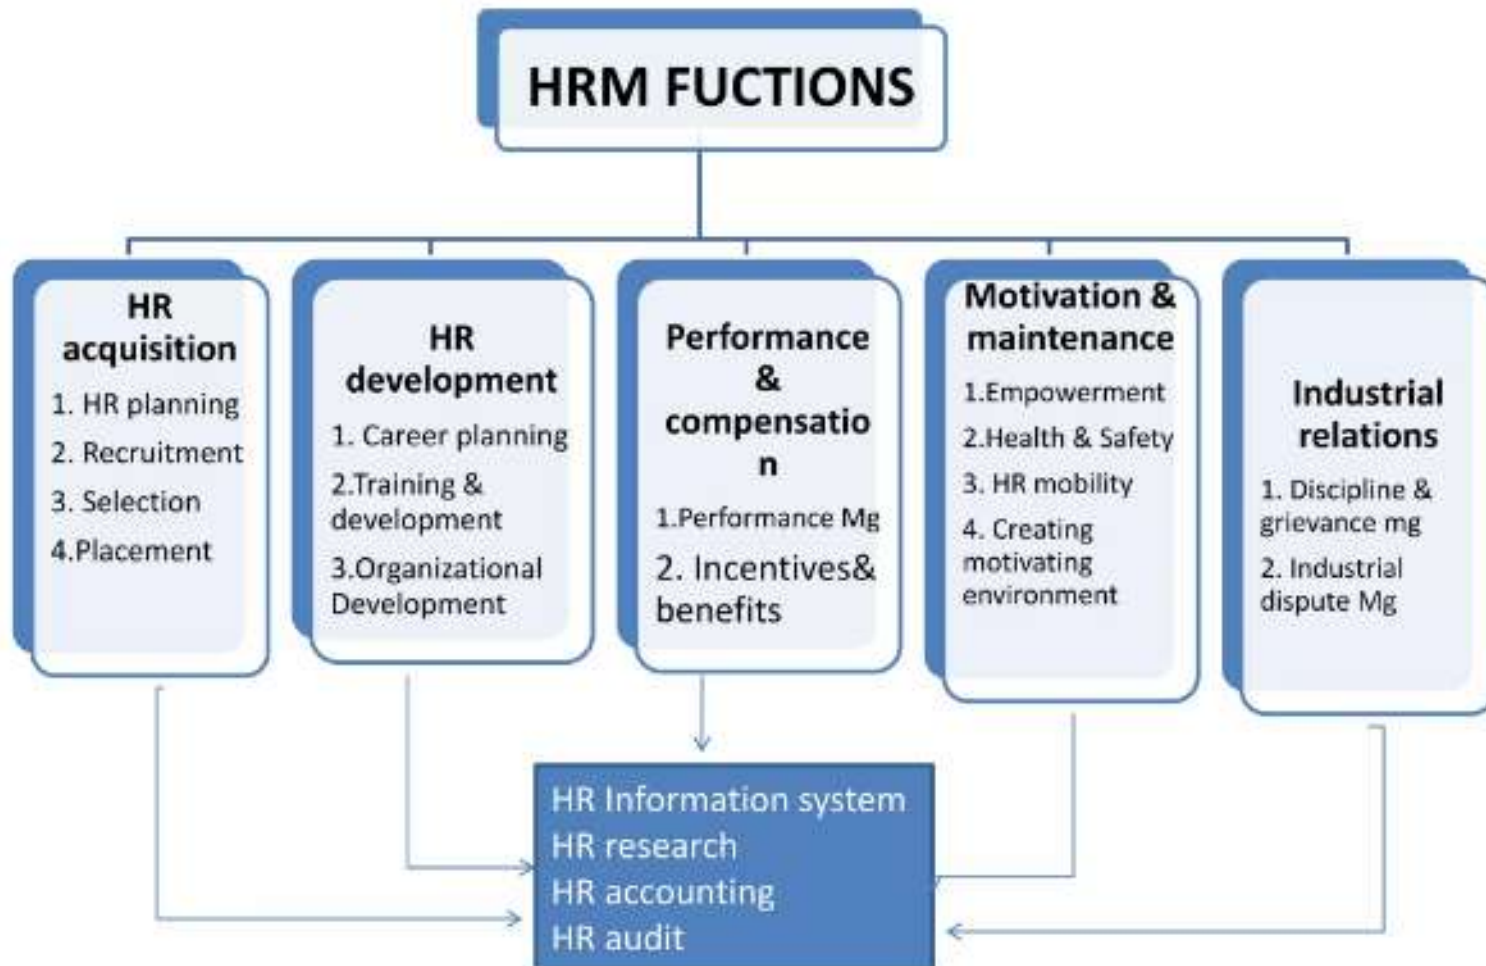 HRM FUCTIONS
HR
acquisition
1. HR planning
2. Recruitment
3. Selection
4.Placement
HR
development
1. Career planning
2.Training &
development
3.Organizational
Development
Performance
&
compensatio
n
1.Performance Mg
2. Incentives&
benefits
Motivation &
maintenance
1.Empowerment
2.Health & Safety
3. HR mobility
4. Creating
motivating
environment
Industrial
relations
1. Discipline &
grievance mg
2. Industrial
dispute Mg
HR Information system
HR research
HR accounting
HR audit